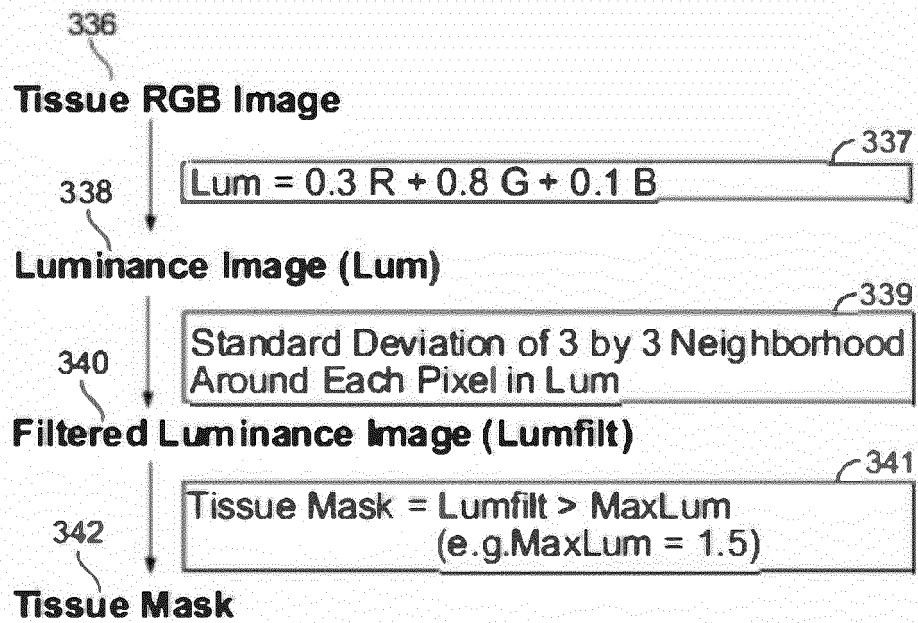 336
Tissue RGB Image
337
Lum = 0.3 R + 0.8 G + 0.1 B
338
Luminance Image (Lum)
339
Standard Deviation of 3 by 3 Neighborhood
Around Each Pixel in Lum
340
Filtered Luminance Image (Lumfilt)
341
Tissue Mask = Lumfilt > MaxLum
(e.g.MaxLum = 1.5)
342
Tissue Mask